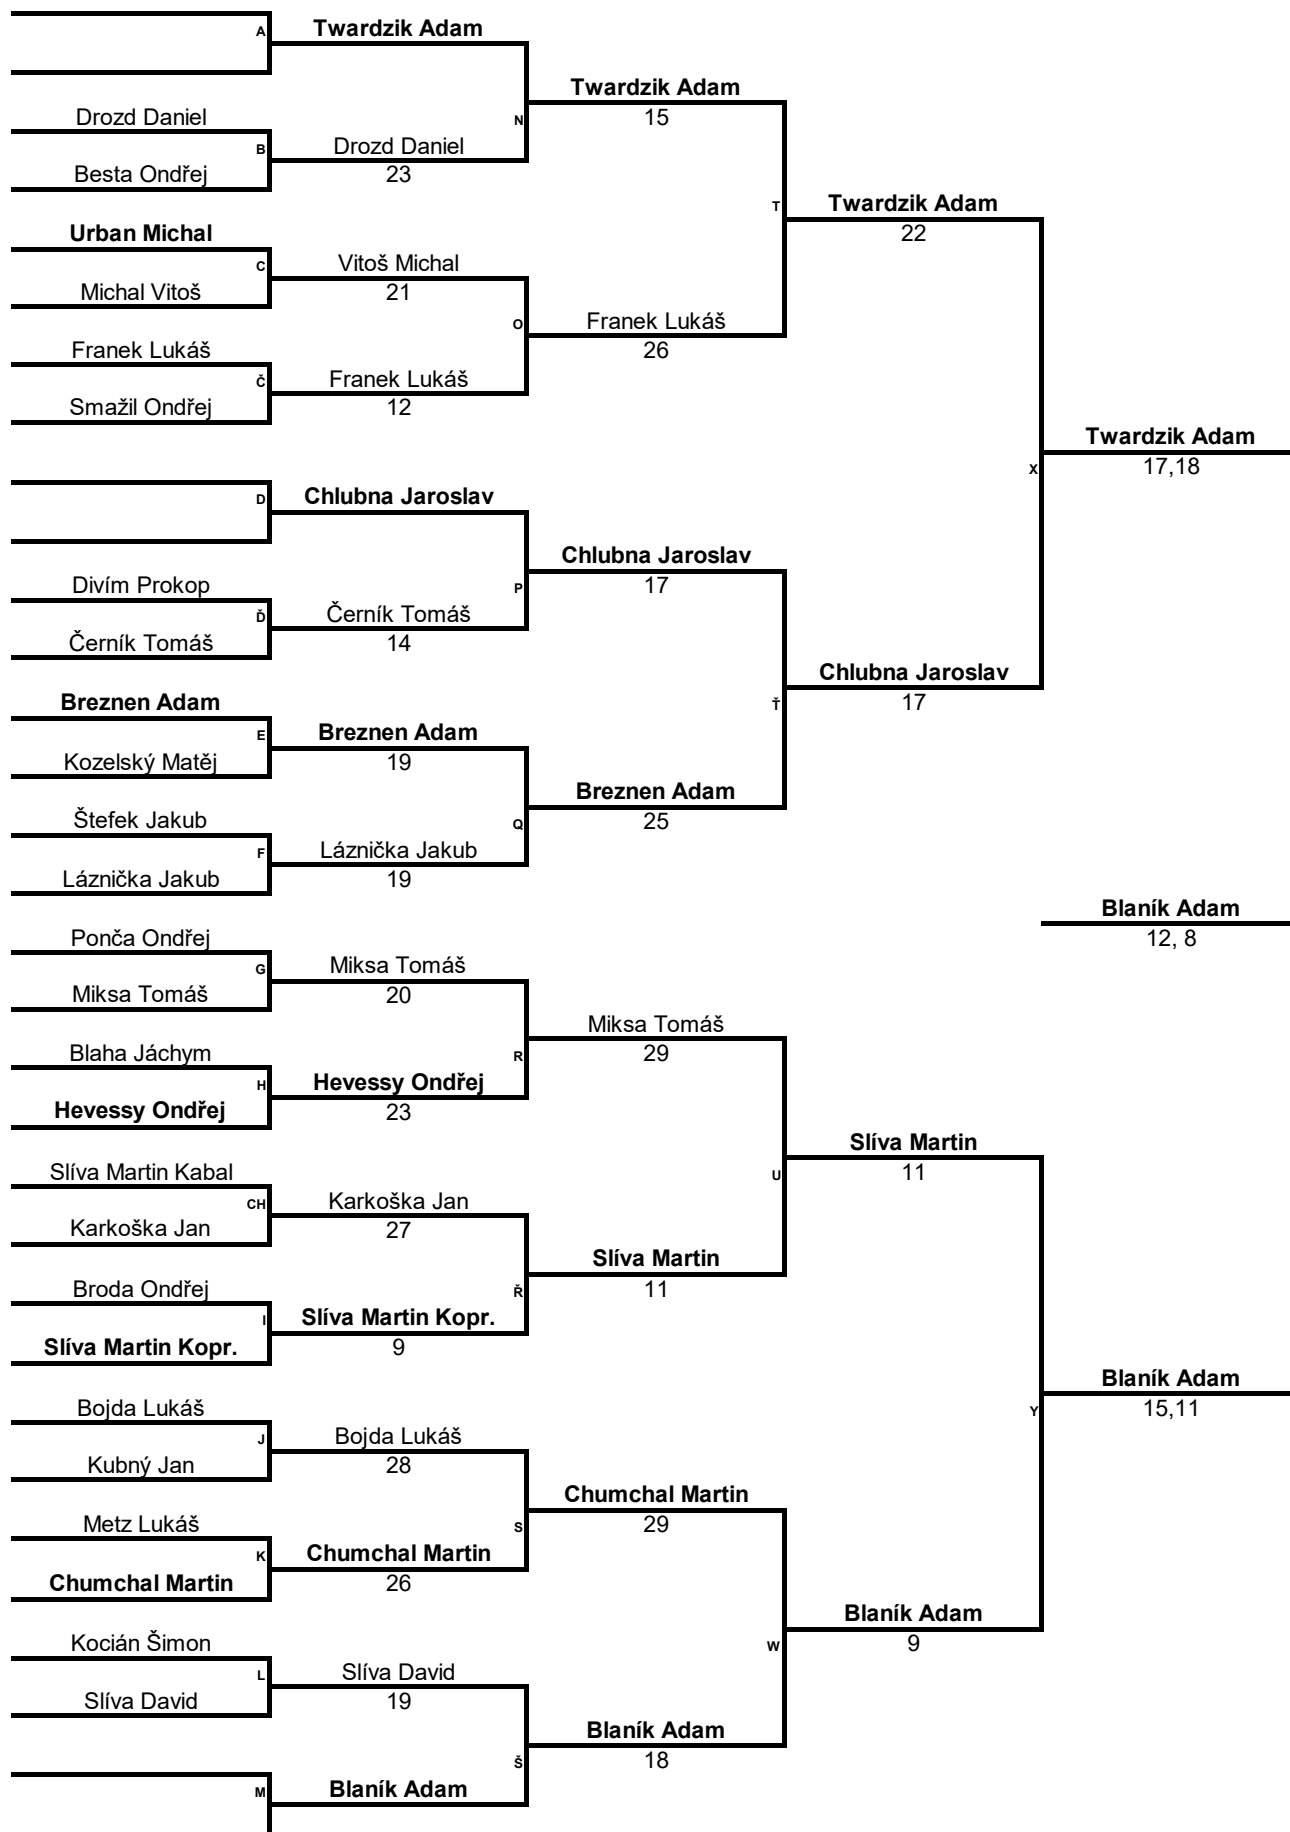 A
Twardzik Adam
Twardzik Adam
15
Drozd Daniel
N
B
Drozd Daniel
23
Besta Ondřej
T
Twardzik Adam
22
Urban Michal
C
Vitoš Michal
21
Michal Vitoš
O
Franek Lukáš
26
Franek Lukáš
Č
Franek Lukáš
12
Smažil Ondřej
X
Twardzik Adam
17,18
D
Chlubna Jaroslav
Chlubna Jaroslav
17
Divím Prokop
P
Ď
Černík Tomáš
14
Černík Tomáš
Ť
Chlubna Jaroslav
17
Breznen Adam
E
Breznen Adam
19
Kozelský Matěj
Breznen Adam
25
Štefek Jakub
Q
F
Láznička Jakub
19
Láznička Jakub
Blaník Adam
12, 8
Ponča Ondřej
G
Miksa Tomáš
20
Miksa Tomáš
Miksa Tomáš
29
Blaha Jáchym
R
H
Hevessy Ondřej
23
Hevessy Ondřej
Slíva Martin
11
U
Slíva Martin Kabal
CH
Karkoška Jan
27
Karkoška Jan
Slíva Martin
11
Broda Ondřej
Ř
I
Slíva Martin Kopr.
9
Slíva Martin Kopr.
Blaník Adam
15,11
Y
Bojda Lukáš
J
Bojda Lukáš
28
Kubný Jan
Chumchal Martin
29
Metz Lukáš
S
K
Chumchal Martin
26
Chumchal Martin
Blaník Adam
9
W
Kocián Šimon
L
Slíva David
19
Slíva David
Blaník Adam
18
Š
M
Blaník Adam